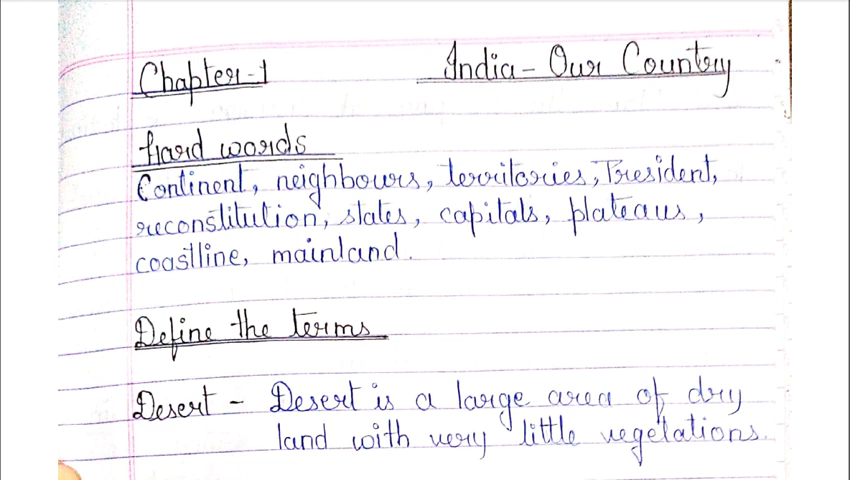 Chapter-1 India - Our Country
Hard words
Continent, neighbours, territories, President,
reconstitution, states, capitals, plateaus,
coastline, mainland.
Define the terms
Desert - Desert is a large area of dry
land with very little vegetations.